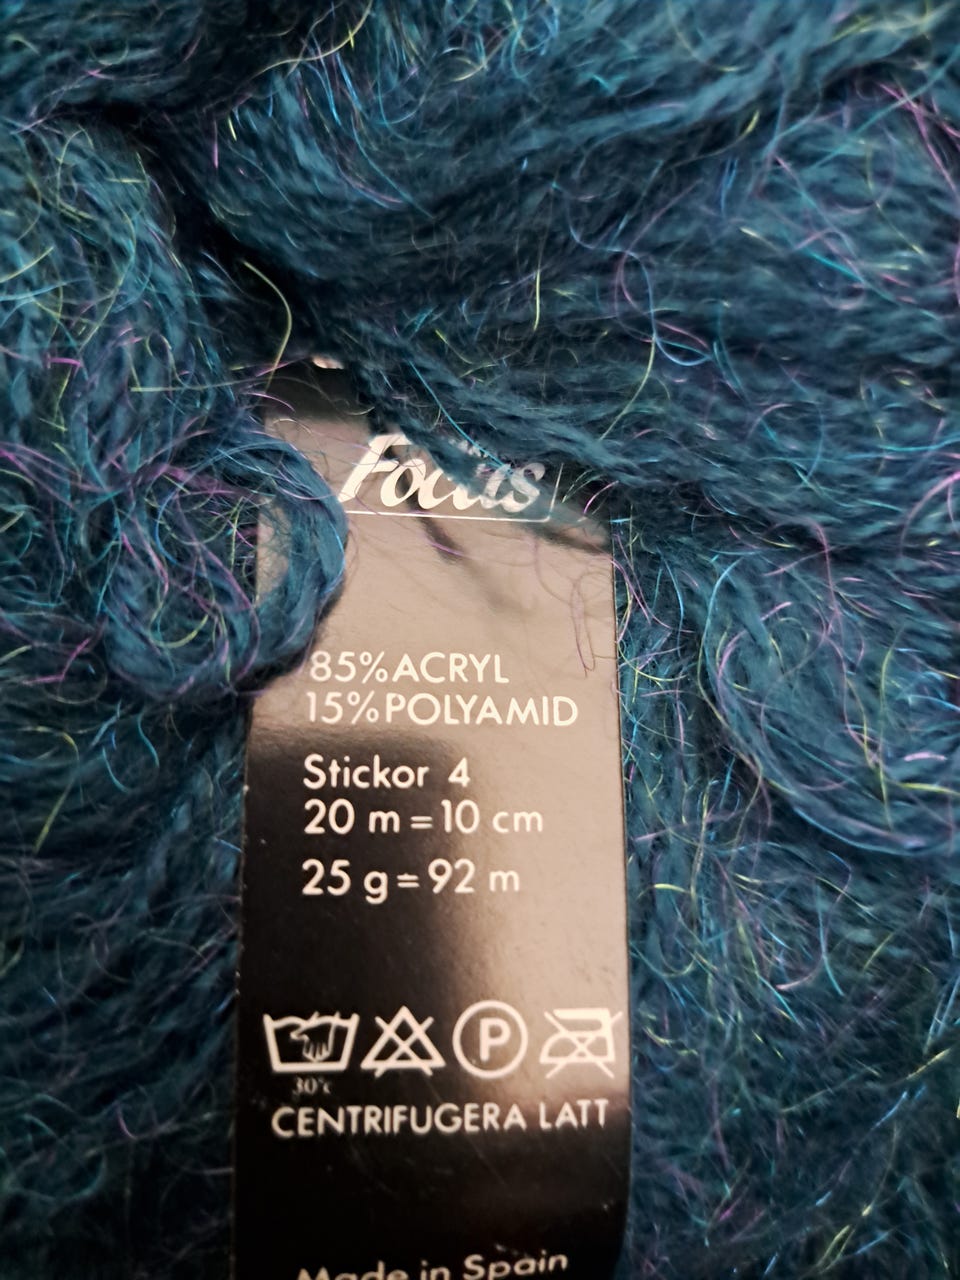 Focus
85% ACRYL
15% POLYAMID
Stickor 4
20 m = 10 cm
25 g = 92 m
P
30°c
CENTRIFUGERA LATT
Made in Spain